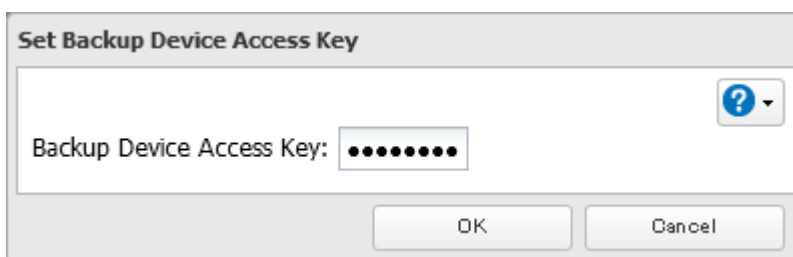 Set Backup Device Access Key
?
Backup Device Access Key: ●●●●●●●●
OK
Cancel